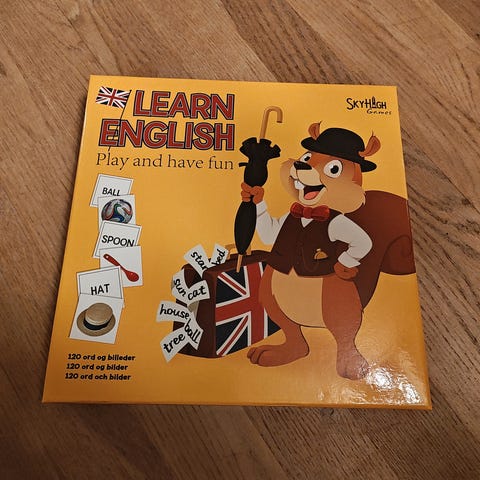 LEARN
ENGLISH
Play and have fun
SKYHIGH
Games
BALL
SPOON
HAT
star
bed
sun
cat
house
ball
tree
120 ord og billeder
120 ord og bilder
120 ord och bilder